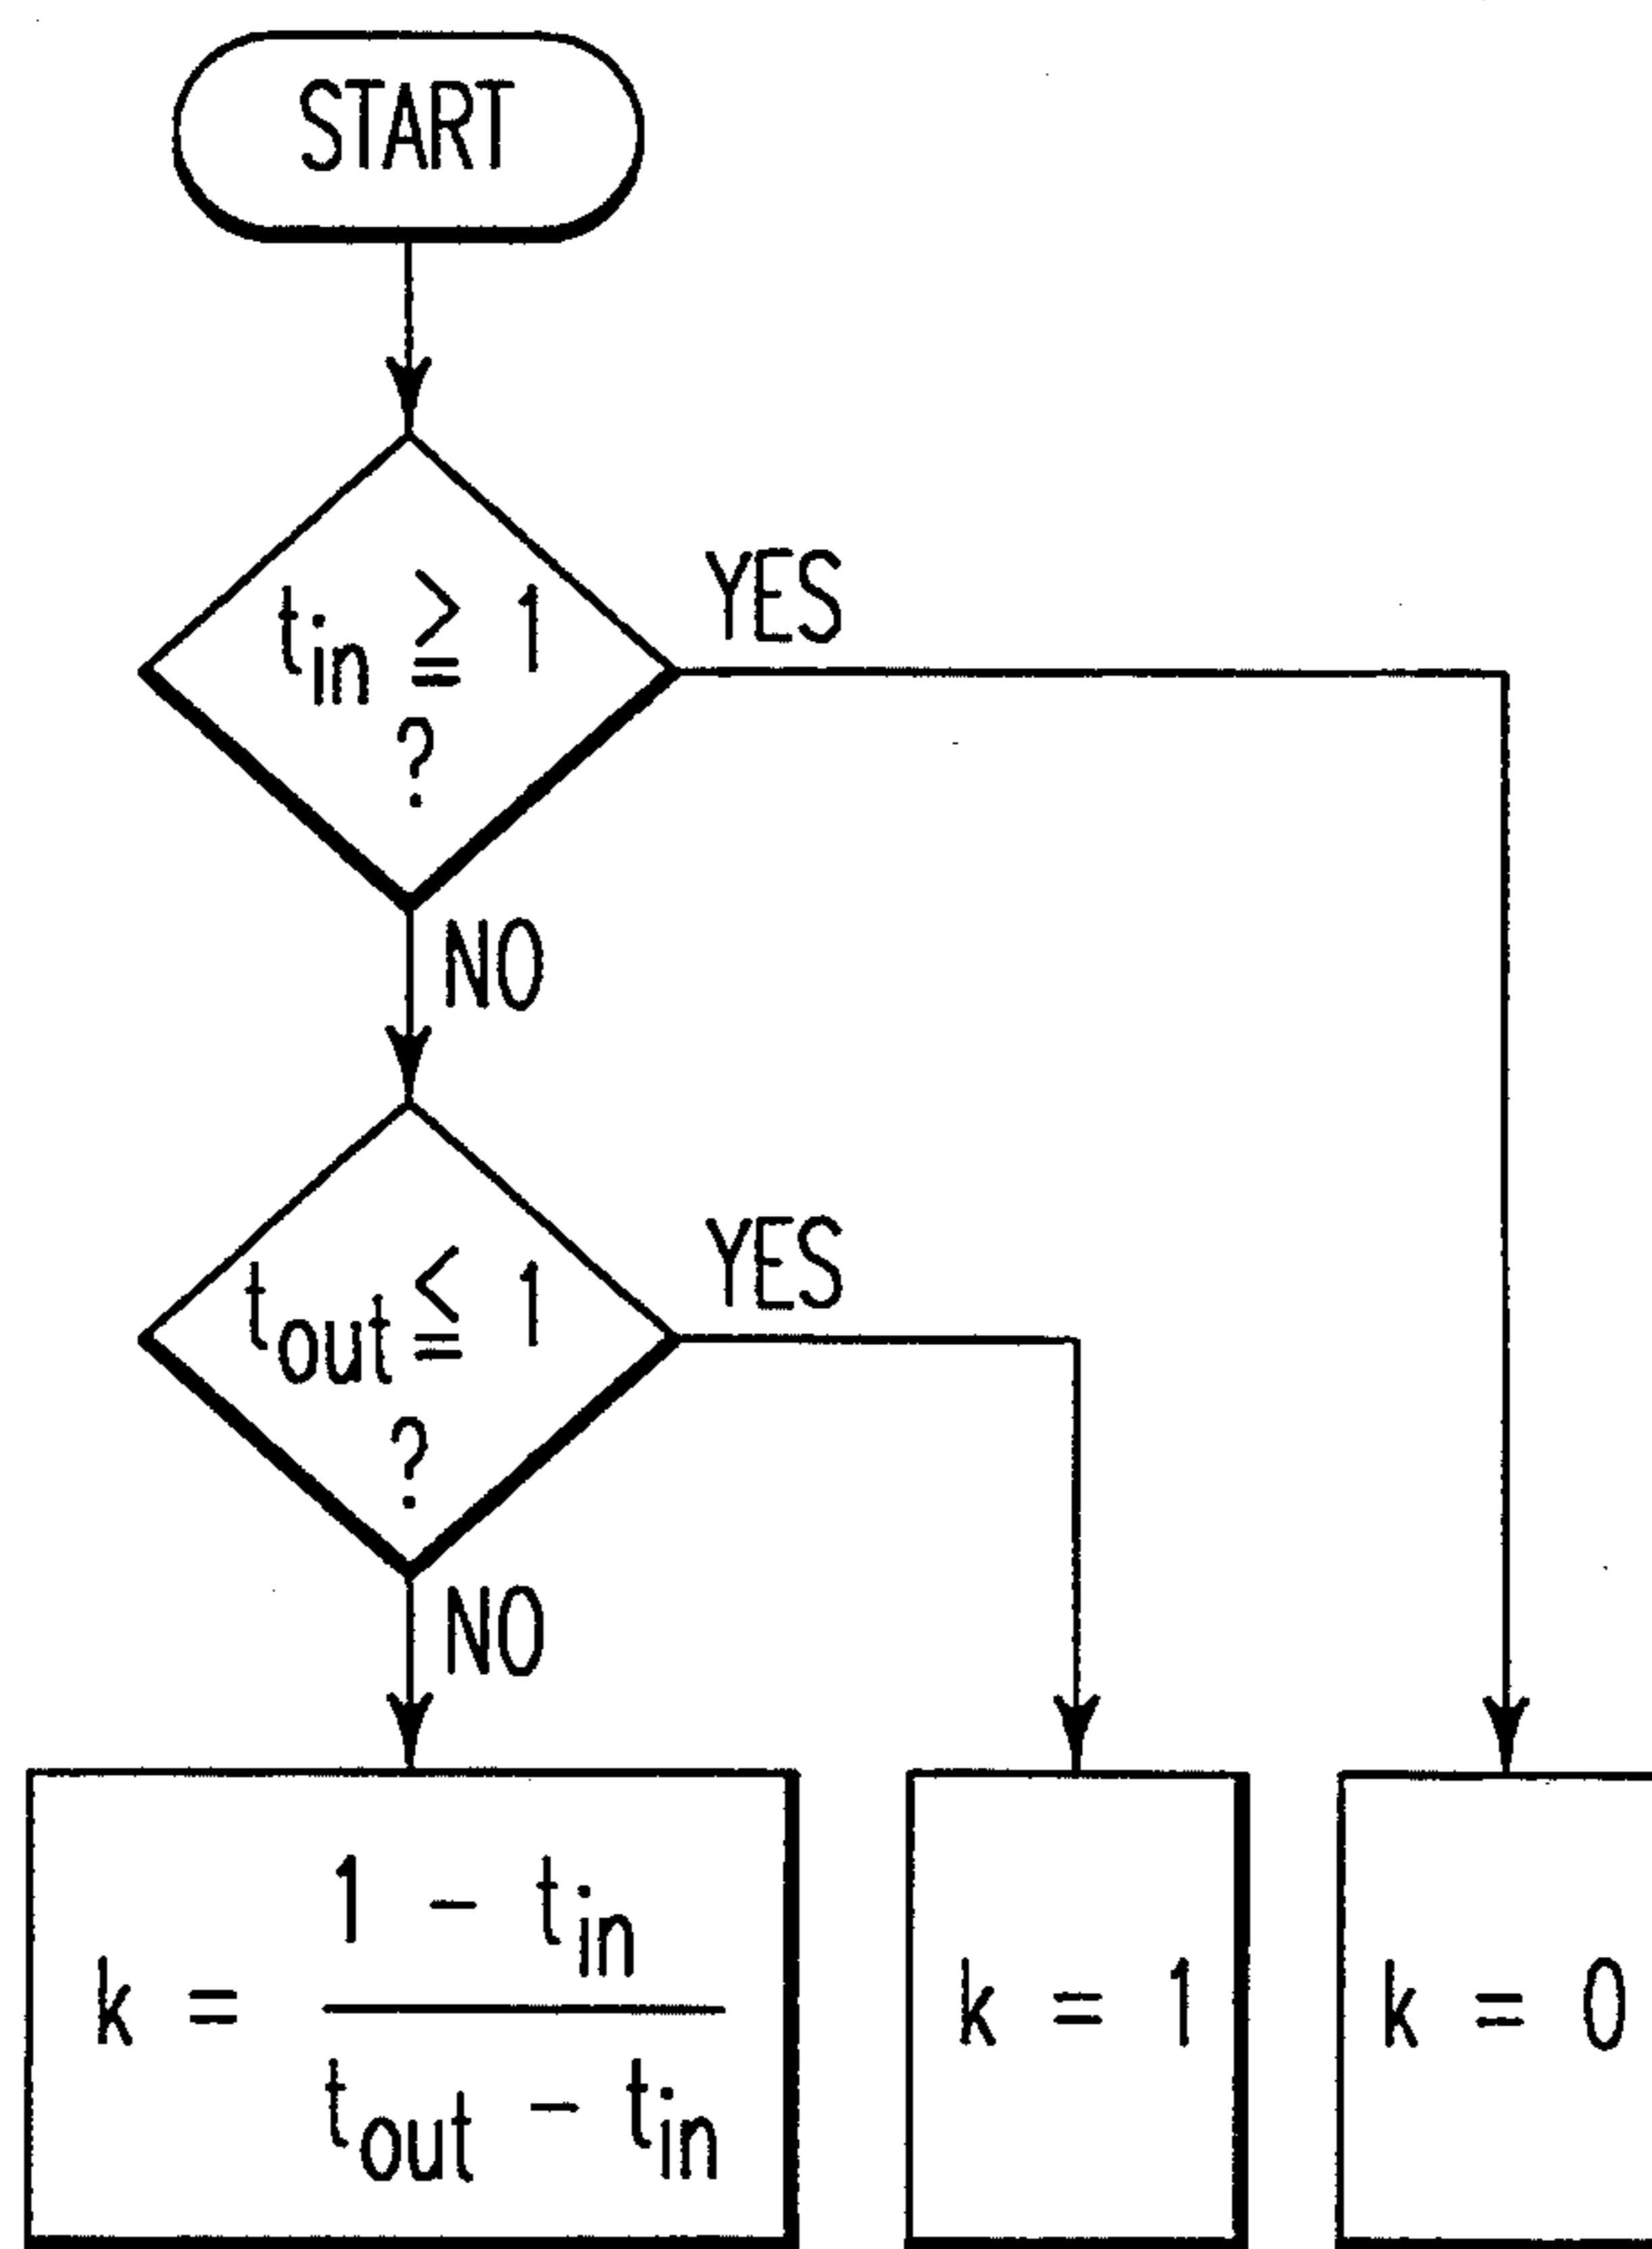 START
t_in ≧ 1
?
YES
NO
t_out ≦ 1
?
YES
NO
k = (1 - t_in) / (t_out - t_in)
k = 1
k = 0